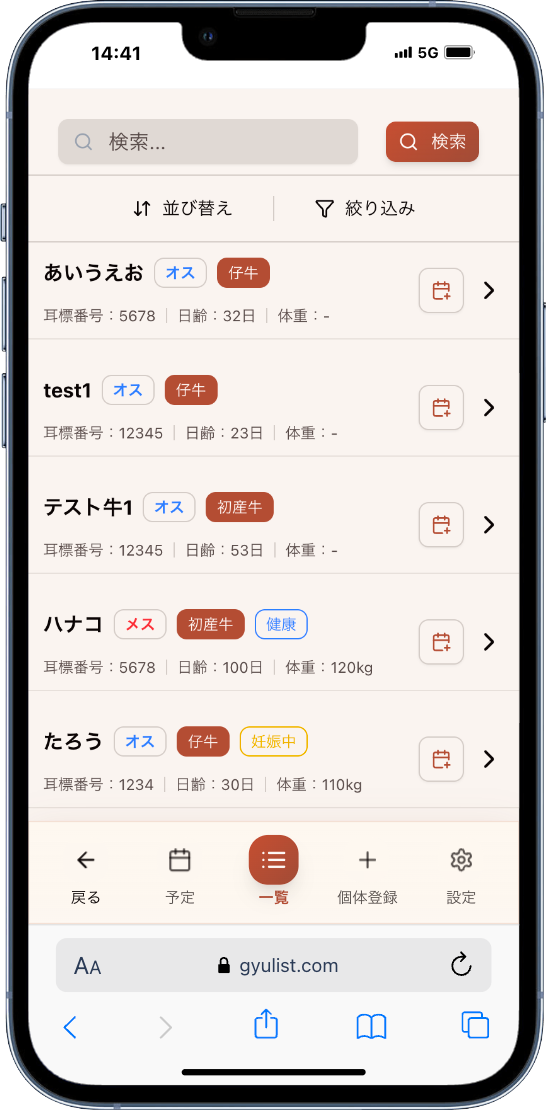 14:41 5G
検索... 検索
並び替え 絞り込み
あいうえお オス 仔牛
耳標番号：5678 日齢：32日 体重：-
test1 オス 仔牛
耳標番号：12345 日齢：23日 体重：-
テスト牛1 オス 初産牛
耳標番号：12345 日齢：53日 体重：-
ハナコ メス 初産牛 健康
耳標番号：5678 日齢：100日 体重：120kg
たろう オス 仔牛 妊娠中
耳標番号：1234 日齢：30日 体重：110kg
戻る 予定 一覧 個体登録 設定
AA gyulist.com